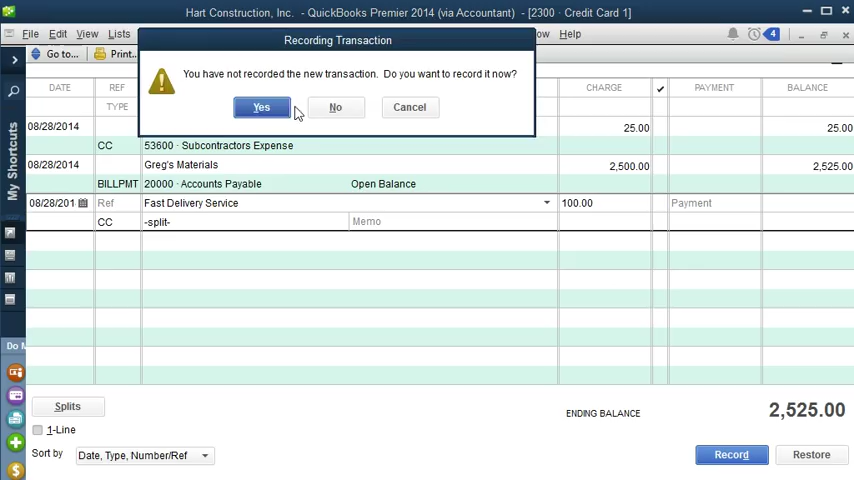 Hart Construction, Inc. - QuickBooks Premier 2014 (via Accountant) - [2300 · Credit Card 1]
File Edit View Lists ow Help 4
Go to... Print...
Recording Transaction
You have not recorded the new transaction. Do you want to record it now?
Yes No Cancel
DATE REF CHARGE ✓ PAYMENT BALANCE
TYPE
08/28/2014 25.00 25.00
CC 53600 · Subcontractors Expense
08/28/2014 Greg's Materials 2,500.00 2,525.00
BILLPMT 20000 · Accounts Payable Open Balance
08/28/201 Ref Fast Delivery Service 100.00 Payment
CC -split- Memo
My Shortcuts
Do M
Splits
ENDING BALANCE 2,525.00
1-Line
Sort by Date, Type, Number/Ref Record Restore